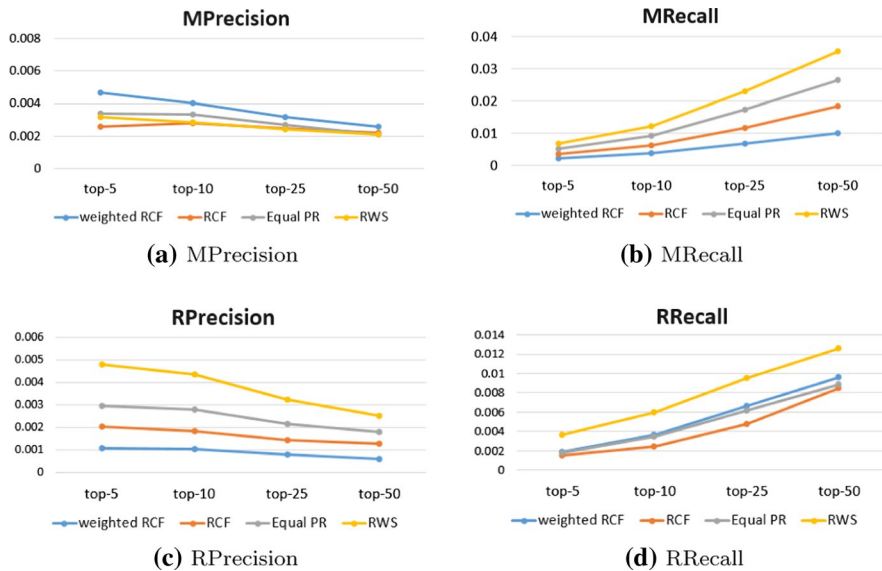 MPrecision
0.008
0.006
0.004
0.002
0
top-5 top-10 top-25 top-50
weighted RCF RCF Equal PR RWS
(a) MPrecision
MRecall
0.04
0.03
0.02
0.01
0
top-5 top-10 top-25 top-50
weighted RCF RCF Equal PR RWS
(b) MRecall
RPrecision
0.006
0.005
0.004
0.003
0.002
0.001
0
top-5 top-10 top-25 top-50
weighted RCF RCF Equal PR RWS
(c) RPrecision
RRecall
0.014
0.012
0.01
0.008
0.006
0.004
0.002
0
top-5 top-10 top-25 top-50
weighted RCF RCF Equal PR RWS
(d) RRecall